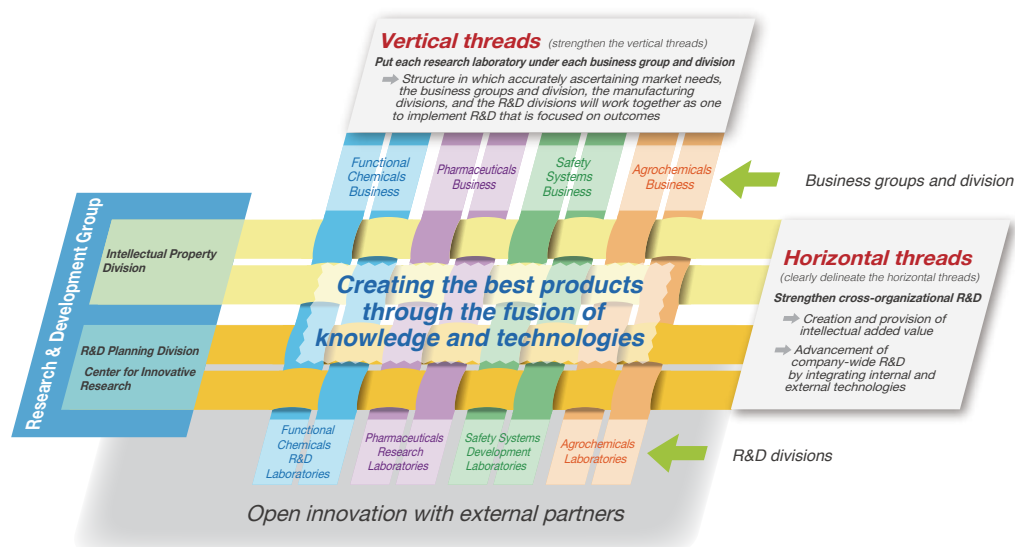 Vertical threads (strengthen the vertical threads)
Put each research laboratory under each business group and division
Structure in which accurately ascertaining market needs,
the business groups and division, the manufacturing
divisions, and the R&D divisions will work together as one
to implement R&D that is focused on outcomes
Functional
Chemicals
Business
Pharmaceuticals
Business
Safety
Systems
Business
Agrochemicals
Business
Business groups and division
Research & Development Group
Intellectual Property
Division
R&D Planning Division
Center for Innovative
Research
Creating the best products
through the fusion of
knowledge and technologies
Horizontal threads
(clearly delineate the horizontal threads)
Strengthen cross-organizational R&D
Creation and provision of
intellectual added value
Advancement of
company-wide R&D
by integrating internal and
external technologies
Functional
Chemicals
R&D
Laboratories
Pharmaceuticals
Research
Laboratories
Safety Systems
Development
Laboratories
Agrochemicals
Laboratories
R&D divisions
Open innovation with external partners